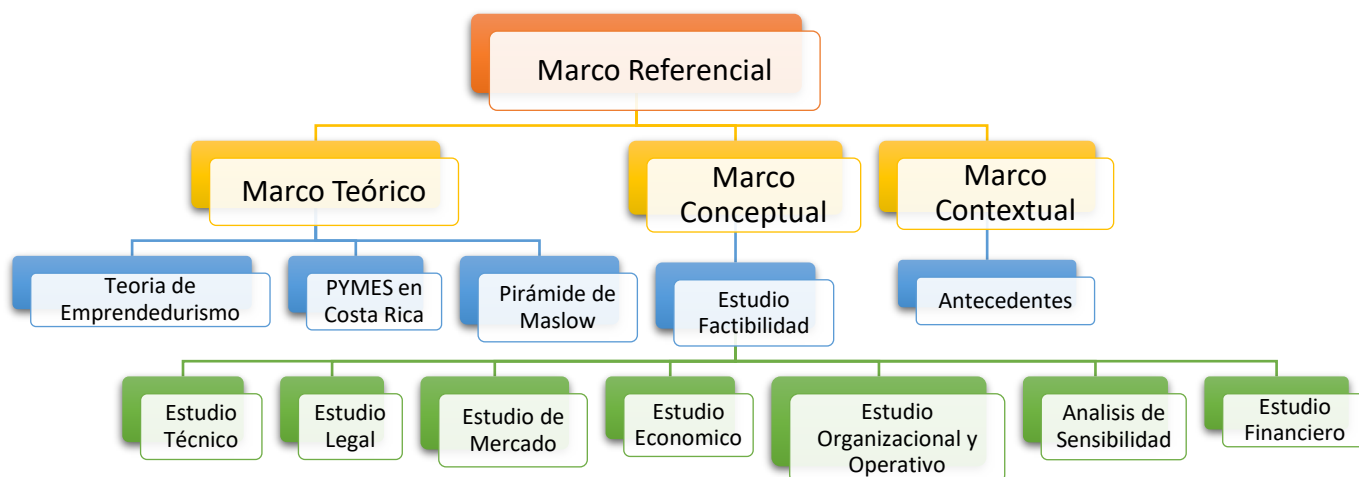 Marco Referencial
Marco Teórico
Marco
Conceptual
Marco
Contextual
Teoria de
Emprendedurismo
PYMES en
Costa Rica
Pirámide de
Maslow
Estudio
Factibilidad
Antecedentes
Estudio
Técnico
Estudio
Legal
Estudio de
Mercado
Estudio
Economico
Estudio
Organizacional y
Operativo
Analisis de
Sensibilidad
Estudio
Financiero